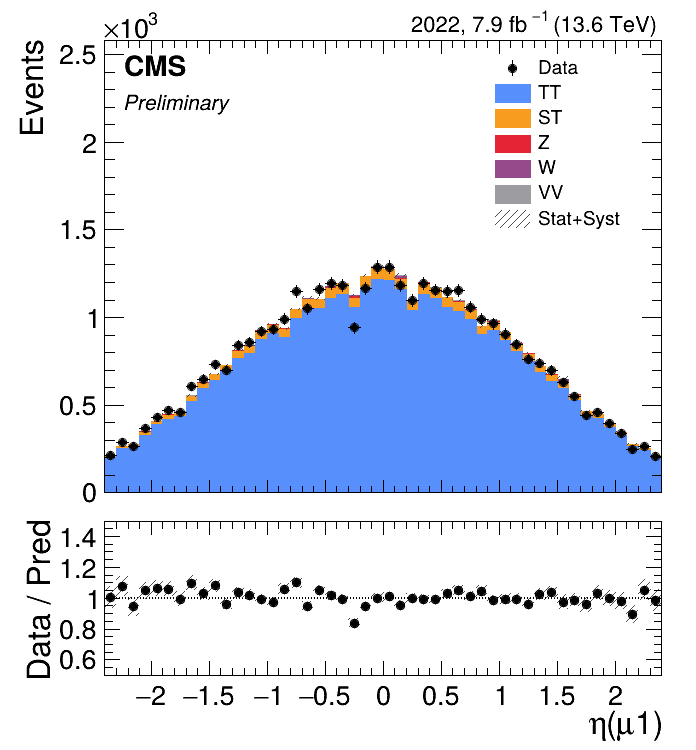 ×10³
2022, 7.9 fb⁻¹ (13.6 TeV)
Events
CMS
Preliminary
Data
TT
ST
Z
W
VV
Stat+Syst
2.5
2
1.5
1
0.5
0
Data / Pred
1.4
1.2
1
0.8
0.6
−2 −1.5 −1 −0.5 0 0.5 1 1.5 2
η(μ1)